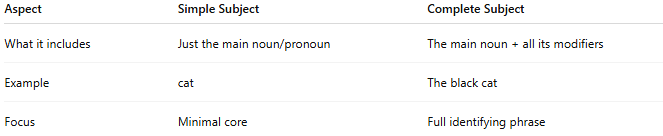 Aspect Simple Subject Complete Subject
What it includes Just the main noun/pronoun The main noun + all its modifiers
Example cat The black cat
Focus Minimal core Full identifying phrase